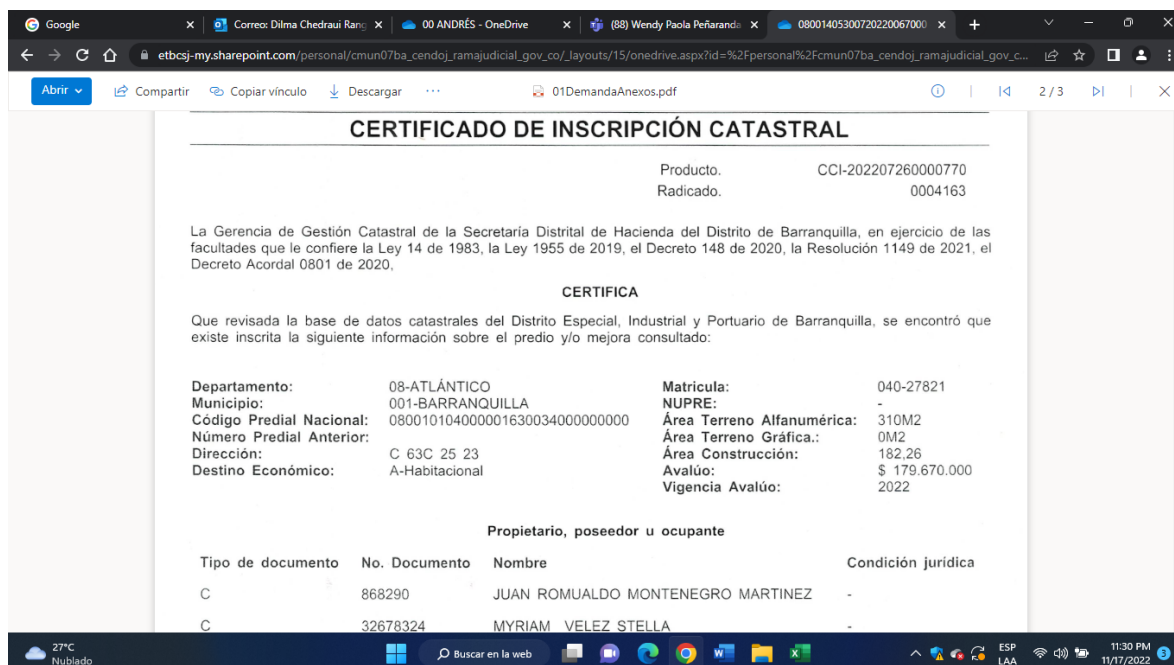 Google
Correo: Dilma Chedraui Rang
00 ANDRÉS - OneDrive
(88) Wendy Paola Peñaranda
08001405300720220067000
etbcsj-my.sharepoint.com/personal/cmun07ba_cendoj_ramajudicial_gov_co/_layouts/15/onedrive.aspx?id=%2Fpersonal%2Fcmun07ba_cendoj_ramajudicial_gov_c...
Abrir Compartir Copiar vínculo Descargar ··· 01DemandaAnexos.pdf 2 / 3
CERTIFICADO DE INSCRIPCIÓN CATASTRAL
Producto. CCI-202207260000770
Radicado. 0004163
La Gerencia de Gestión Catastral de la Secretaría Distrital de Hacienda del Distrito de Barranquilla, en ejercicio de las
facultades que le confiere la Ley 14 de 1983, la Ley 1955 de 2019, el Decreto 148 de 2020, la Resolución 1149 de 2021, el
Decreto Acordal 0801 de 2020,
CERTIFICA
Que revisada la base de datos catastrales del Distrito Especial, Industrial y Portuario de Barranquilla, se encontró que
existe inscrita la siguiente información sobre el predio y/o mejora consultado:
Departamento: 08-ATLÁNTICO
Municipio: 001-BARRANQUILLA
Código Predial Nacional: 080010104000001630034000000000
Número Predial Anterior:
Dirección: C 63C 25 23
Destino Económico: A-Habitacional
Matricula: 040-27821
NUPRE: -
Área Terreno Alfanumérica: 310M2
Área Terreno Gráfica.: 0M2
Área Construcción: 182,26
Avalúo: $ 179.670.000
Vigencia Avalúo: 2022
Propietario, poseedor u ocupante
Tipo de documento No. Documento Nombre Condición jurídica
C 868290 JUAN ROMUALDO MONTENEGRO MARTINEZ -
C 32678324 MYRIAM VELEZ STELLA -
27°C
Nublado
Buscar en la web
ESP
LAA
11:30 PM
11/17/2022
3